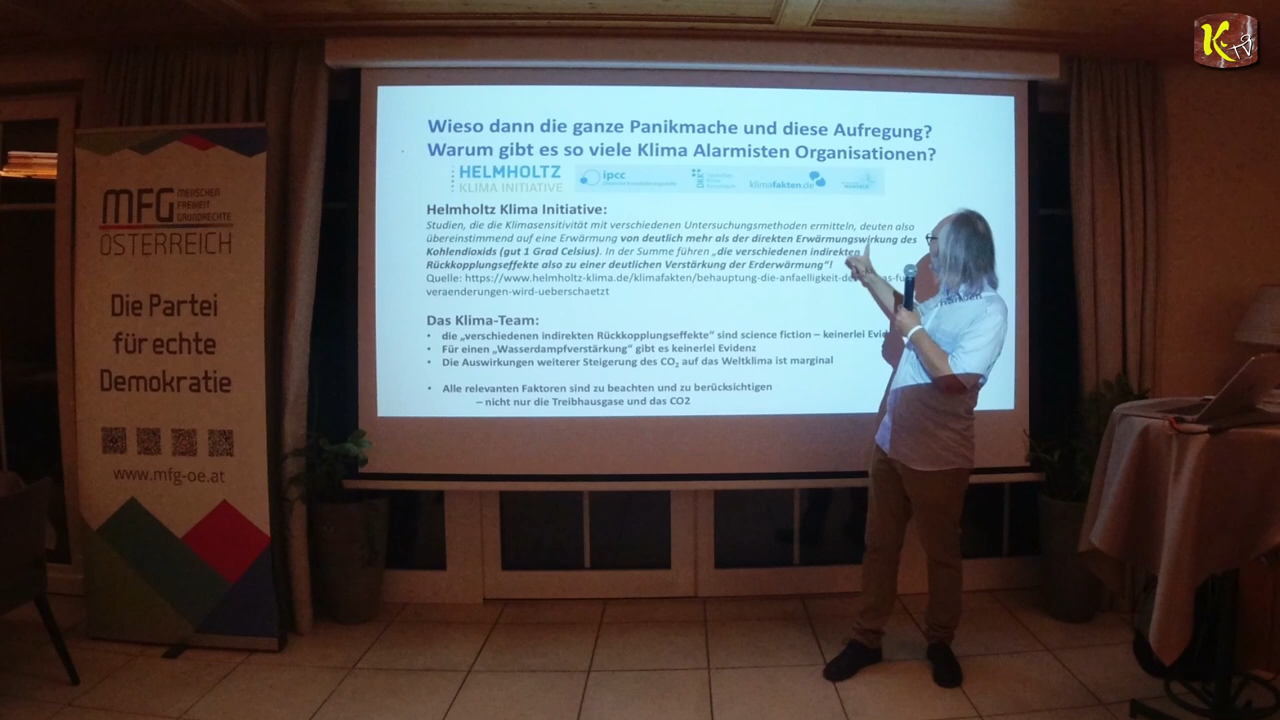 K TV
MFG MENSCHEN
FREIHEIT
GRUNDRECHTE
ÖSTERREICH
Die Partei
für echte
Demokratie
www.mfg-oe.at
Wieso dann die ganze Panikmache und diese Aufregung?
Warum gibt es so viele Klima Alarmisten Organisationen?
HELMHOLTZ
KLIMA INITIATIVE
ipcc
DKK
klimafakten.de
Helmholtz Klima Initiative:
Studien, die die Klimasensitivität mit verschiedenen Untersuchungsmethoden ermitteln, deuten also
übereinstimmend auf eine Erwärmung von deutlich mehr als der direkten Erwärmungswirkung des
Kohlendioxids (gut 1 Grad Celsius). In der Summe führen „die verschiedenen indirekten
Rückkopplungseffekte also zu einer deutlichen Verstärkung der Erderwärmung"!
Quelle: https://www.helmholtz-klima.de/klimafakten/behauptung-die-anfaelligkeit-de
veraenderungen-wird-ueberschaetzt
Das Klima-Team:
• die „verschiedenen indirekten Rückkopplungseffekte" sind science fiction – keinerlei Evid
• Für einen „Wasserdampfverstärkung" gibt es keinerlei Evidenz
• Die Auswirkungen weiterer Steigerung des CO₂ auf das Weltklima ist marginal
• Alle relevanten Faktoren sind zu beachten und zu berücksichtigen
– nicht nur die Treibhausgase und das CO2